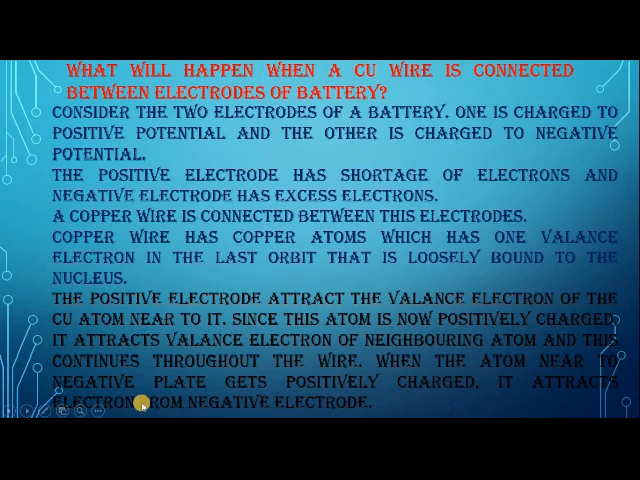 WHAT WILL HAPPEN WHEN A CU WIRE IS CONNECTED
BETWEEN ELECTRODES OF BATTERY?
CONSIDER THE TWO ELECTRODES OF A BATTERY. ONE IS CHARGED TO
POSITIVE POTENTIAL AND THE OTHER IS CHARGED TO NEGATIVE
POTENTIAL.
THE POSITIVE ELECTRODE HAS SHORTAGE OF ELECTRONS AND
NEGATIVE ELECTRODE HAS EXCESS ELECTRONS.
A COPPER WIRE IS CONNECTED BETWEEN THIS ELECTRODES.
COPPER WIRE HAS COPPER ATOMS WHICH HAS ONE VALANCE
ELECTRON IN THE LAST ORBIT THAT IS LOOSELY BOUND TO THE
NUCLEUS.
THE POSITIVE ELECTRODE ATTRACT THE VALANCE ELECTRON OF THE
CU ATOM NEAR TO IT. SINCE THIS ATOM IS NOW POSITIVELY CHARGED,
IT ATTRACTS VALANCE ELECTRON OF NEIGHBOURING ATOM AND THIS
CONTINUES THROUGHOUT THE WIRE. WHEN THE ATOM NEAR TO
NEGATIVE PLATE GETS POSITIVELY CHARGED, IT ATTRACTS
ELECTRON FROM NEGATIVE ELECTRODE.